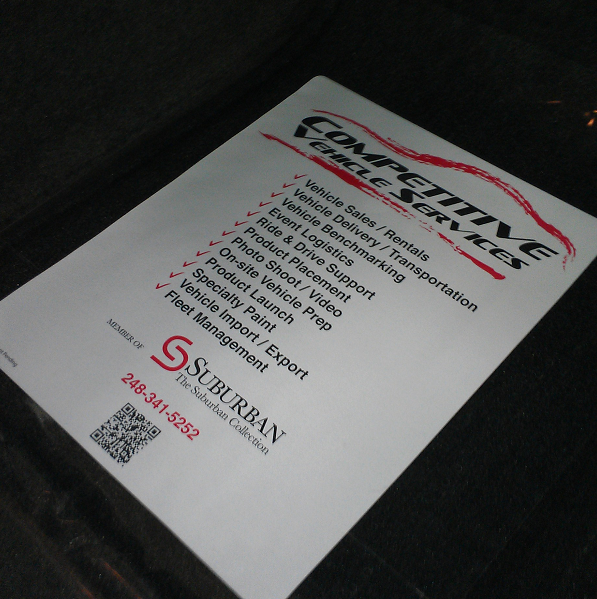 COMPETITIVE
VEHICLE SERVICES
Vehicle Sales / Rentals
Vehicle Delivery / Transportation
Vehicle Benchmarking
Event Logistics
Ride & Drive Support
Product Placement
Photo Shoot / Video
On-site Vehicle Prep
Product Launch
Specialty Paint
Vehicle Import / Export
Fleet Management
MEMBER OF
SUBURBAN
The Suburban Collection
248-341-5252
Pending